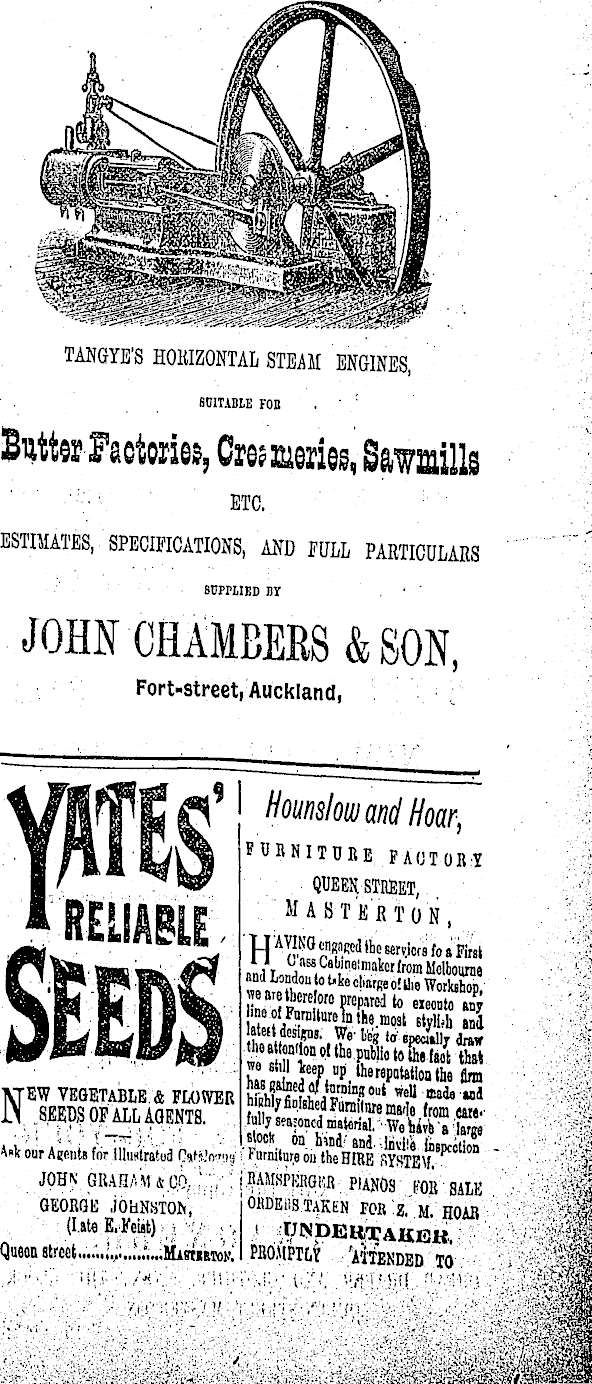 TANGYE'S HORIZONTAL STEAM ENGINES,
SUITABLE FOR
Butter Factories, Creameries, Sawmills
ETC.
ESTIMATES, SPECIFICATIONS, AND FULL PARTICULARS
SUPPLIED BY
JOHN CHAMBERS & SON,
Fort-street, Auckland,
YATES'
RELIABLE
SEEDS
NEW VEGETABLE & FLOWER
SEEDS OF ALL AGENTS.
Ask our Agents for Illustrated Catalogue
JOHN GRAHAM & CO,
GEORGE JOHNSTON,
(Late E. Feist)
Queen street..................MASTERTON.
Hounslow and Hoar,
FURNITURE FACTORY
QUEEN STREET,
MASTERTON,
HAVING engaged the services fo a First
C'ass Cabinetmaker from Melbourne
and London to take charge of the Workshop,
we are therefore prepared to execute any
line of Furniture in the most stylish and
latest designs. We beg to specially draw
the attention of the public to the fact that
we still keep up the reputation the firm
has gained of turning out well made and
highly finished Furniture made from care-
fully seasoned material. We have a large
stock on hand and invite inspection
Furniture on the HIRE SYSTEM.
RAMSPERGER PIANOS FOR SALE
ORDERS TAKEN FOR Z. M. HOAR
UNDERTAKER,
PROMPTLY ATTENDED TO